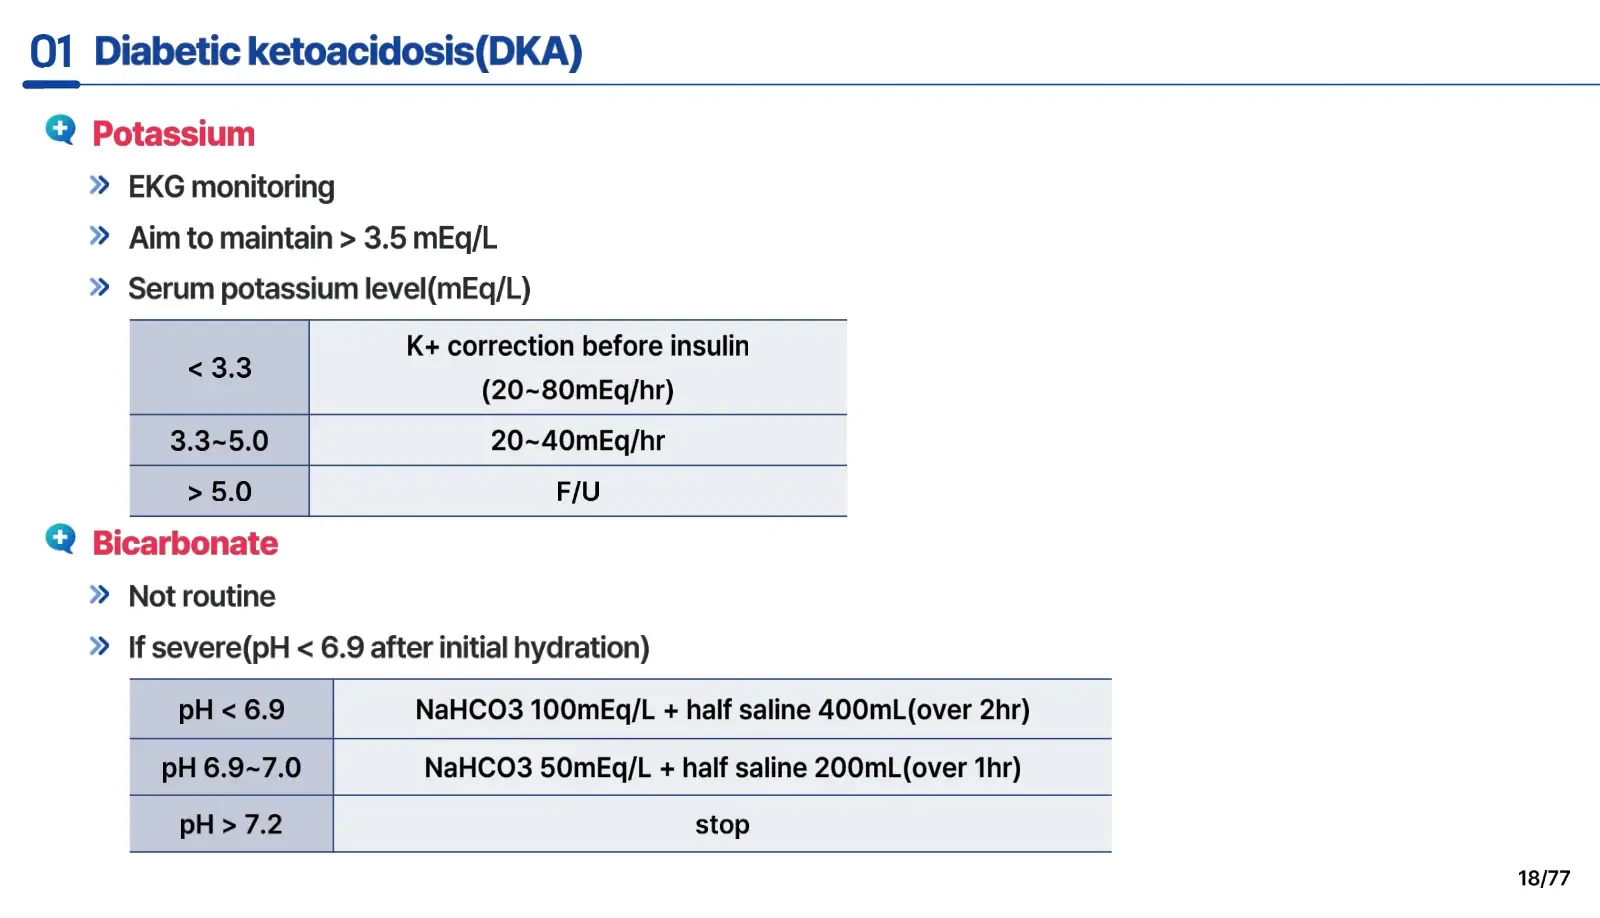 01 Diabetic ketoacidosis(DKA)
Potassium
EKG monitoring
Aim to maintain > 3.5 mEq/L
Serum potassium level(mEq/L)
< 3.3
K+ correction before insulin
(20~80mEq/hr)
3.3~5.0
20~40mEq/hr
> 5.0
F/U
Bicarbonate
Not routine
If severe(pH < 6.9 after initial hydration)
pH < 6.9
NaHCO3 100mEq/L + half saline 400mL(over 2hr)
pH 6.9~7.0
NaHCO3 50mEq/L + half saline 200mL(over 1hr)
pH > 7.2
stop
18/77